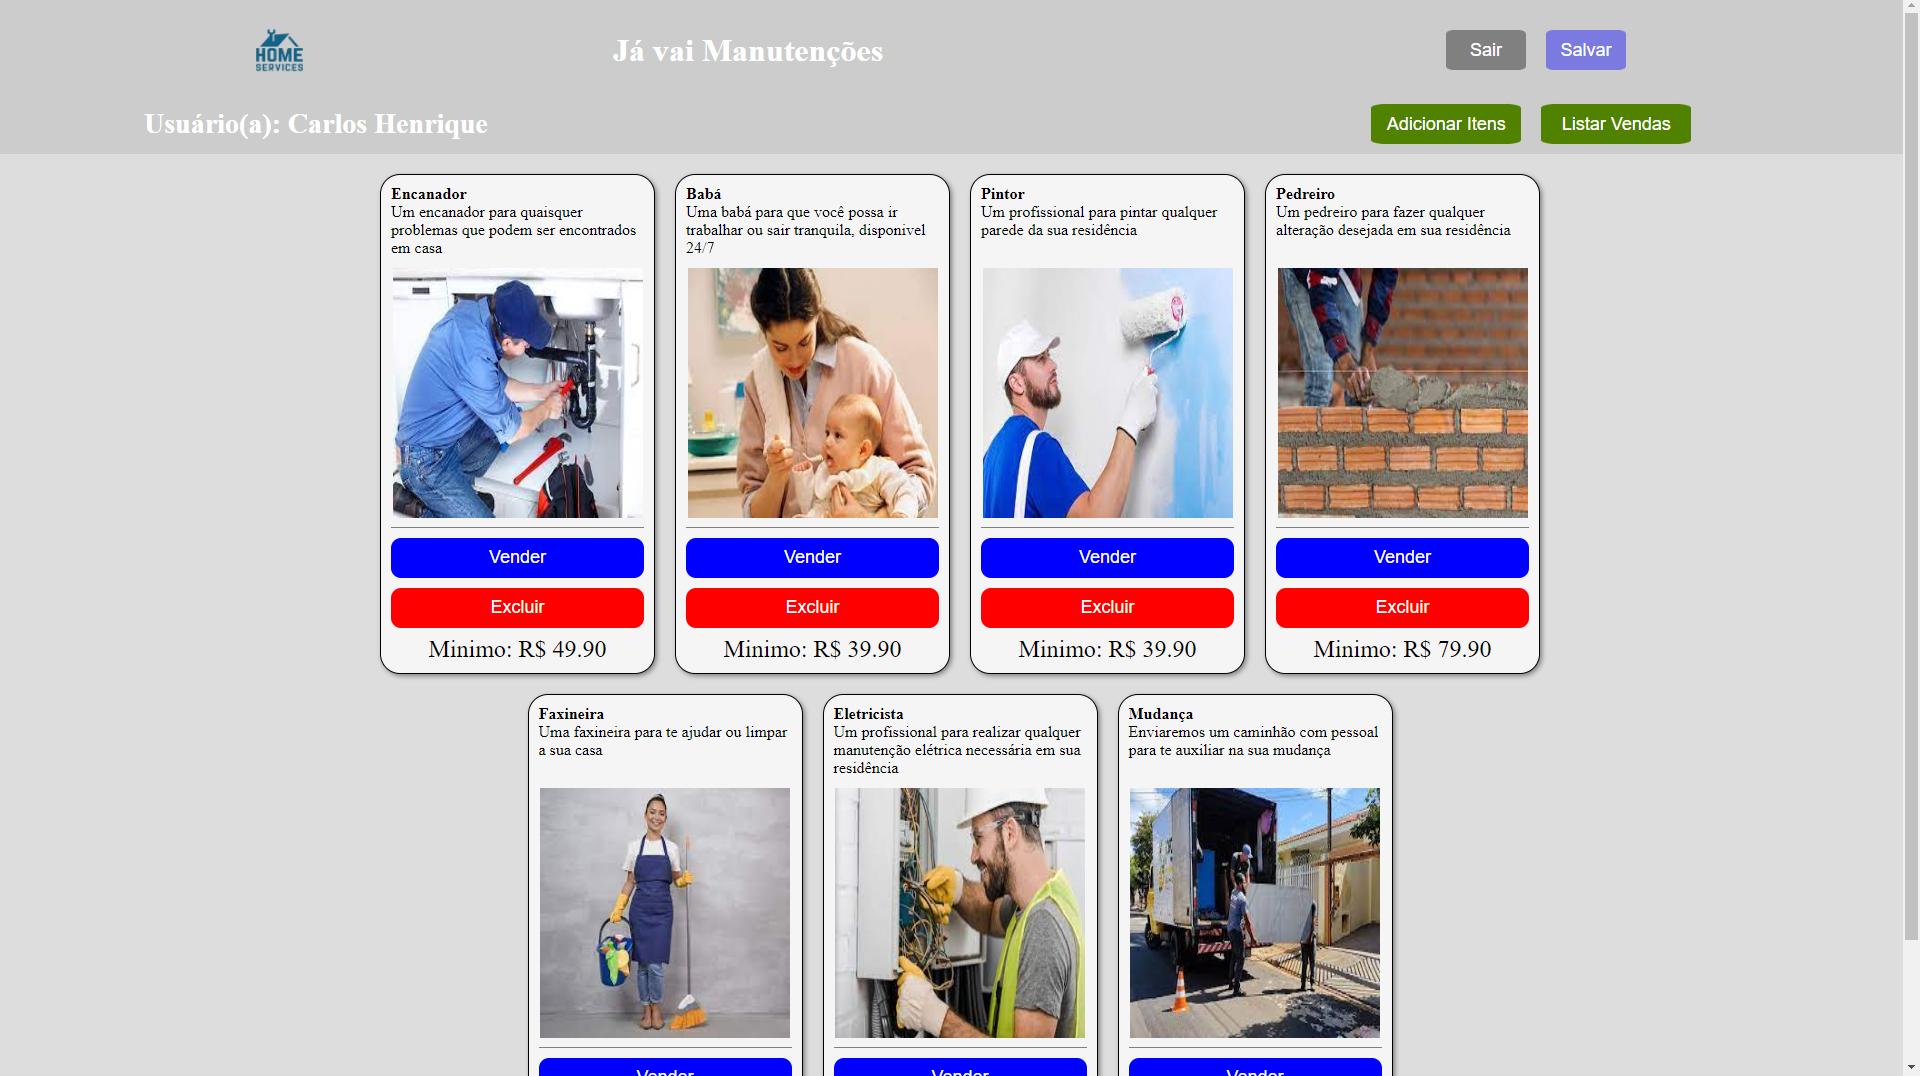 HOME
SERVICES
Já vai Manutenções
Sair
Salvar
Usuário(a): Carlos Henrique
Adicionar Itens
Listar Vendas
Encanador
Um encanador para quaisquer
problemas que podem ser encontrados
em casa
Vender
Excluir
Minimo: R$ 49.90
Babá
Uma babá para que você possa ir
trabalhar ou sair tranquila, disponivel
24/7
Vender
Excluir
Minimo: R$ 39.90
Pintor
Um profissional para pintar qualquer
parede da sua residência
Vender
Excluir
Minimo: R$ 39.90
Pedreiro
Um pedreiro para fazer qualquer
alteração desejada em sua residência
Vender
Excluir
Minimo: R$ 79.90
Faxineira
Uma faxineira para te ajudar ou limpar
a sua casa
Vender
Eletricista
Um profissional para realizar qualquer
manutenção elétrica necessária em sua
residência
Vender
Mudança
Enviaremos um caminhão com pessoal
para te auxiliar na sua mudança
Vender